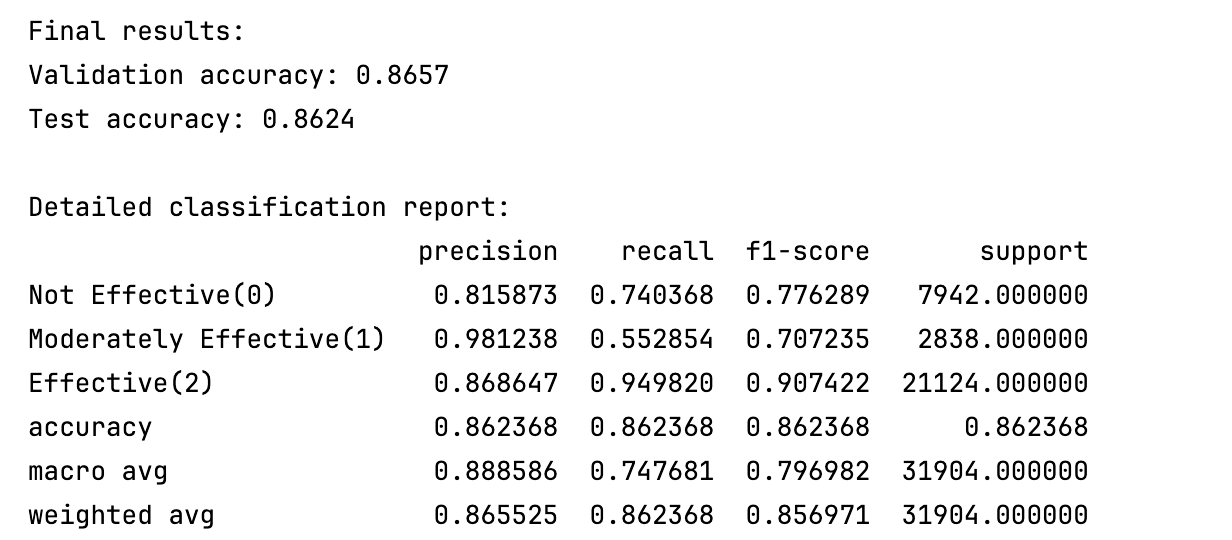 Final results:
Validation accuracy: 0.8657
Test accuracy: 0.8624
Detailed classification report:
precision recall f1-score support
Not Effective(0) 0.815873 0.740368 0.776289 7942.000000
Moderately Effective(1) 0.981238 0.552854 0.707235 2838.000000
Effective(2) 0.868647 0.949820 0.907422 21124.000000
accuracy 0.862368 0.862368 0.862368 0.862368
macro avg 0.888586 0.747681 0.796982 31904.000000
weighted avg 0.865525 0.862368 0.856971 31904.000000